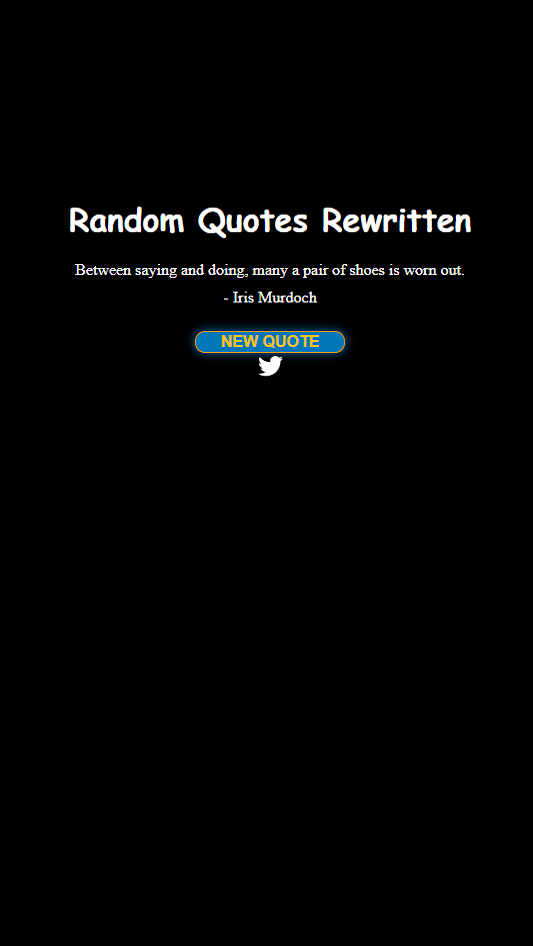 Random Quotes Rewritten
Between saying and doing, many a pair of shoes is worn out.
- Iris Murdoch
NEW QUOTE